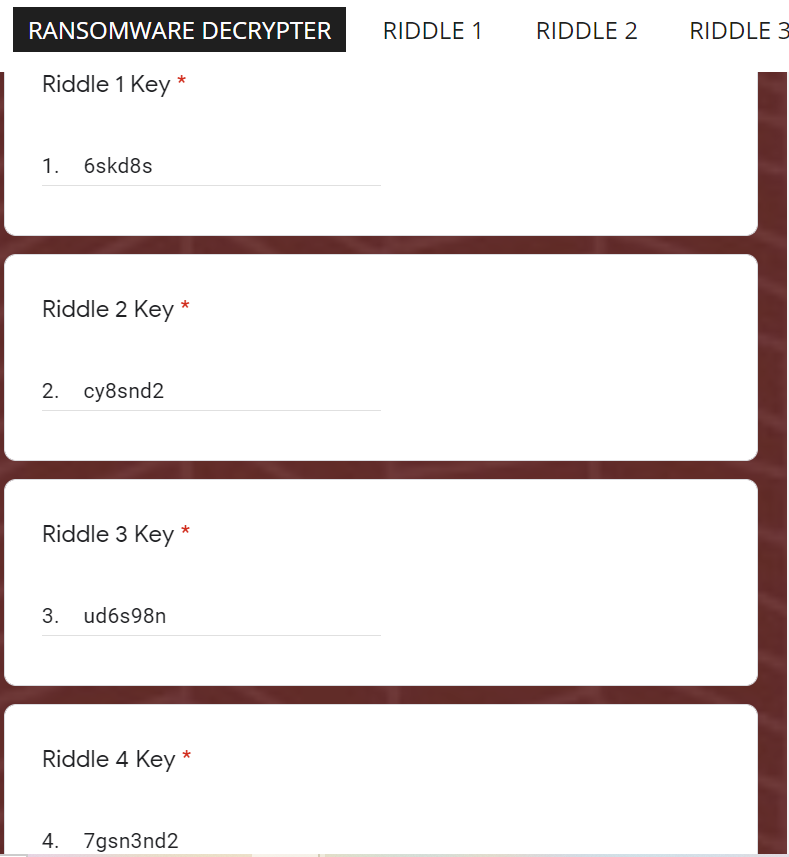 RANSOMWARE DECRYPTER RIDDLE 1 RIDDLE 2 RIDDLE 3
Riddle 1 Key *
1. 6skd8s
Riddle 2 Key *
2. cy8snd2
Riddle 3 Key *
3. ud6s98n
Riddle 4 Key *
4. 7gsn3nd2